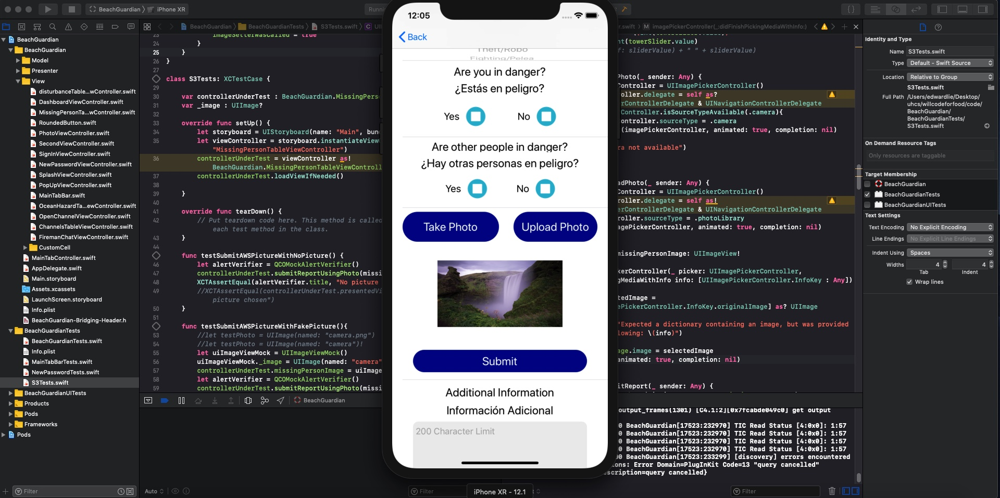 BeachGuardian
iPhone XR
BeachGuardian
BeachGuardianTests
S3Tests.swift
imagePickerController(_:didFinishPickingMediaWithInfo:)
BeachGuardian
BeachGuardian
Model
Presenter
View
disturbanceTable...wController.swift
DashboardViewController.swift
MissingPersonTa...wController.swift
RoundedButton.swift
PhotoViewController.swift
SecondViewController.swift
SignInViewController.swift
NewPasswordViewController.swift
SplashViewController.swift
PopUpViewController.swift
MainTabBar.swift
OceanHazardTa...ewController.swift
OpenChannelViewController.swift
ChannelsTableViewController.swift
FiremanChatViewController.swift
CustomCell
MainTabController.swift
AppDelegate.swift
Main.storyboard
Assets.xcassets
LaunchScreen.storyboard
Info.plist
BeachGuardian-Bridging-Header.h
BeachGuardianTests
BeachGuardianTests.swift
Info.plist
MainTabBarTests.swift
NewPasswordTests.swift
S3Tests.swift
BeachGuardianUITests
Products
Pods
Frameworks
Pods
Filter
23 imageSetterWasCalled = true
24 }
25 }
26 }
27
class S3Tests: XCTestCase {
29
30 var controllerUnderTest : BeachGuardian.MissingPers
31 var _image : UIImage?
32
33 override func setUp() {
34 let storyboard = UIStoryboard(name: "Main", bun
35 let viewController = storyboard.instantiateView
"MissingPersonTableViewController")
36 controllerUnderTest = viewController as!
BeachGuardian.MissingPersonTableViewControll
37 controllerUnderTest.loadViewIfNeeded()
38
39 }
40
41 override func tearDown() {
42 // Put teardown code here. This method is called
each test method in the class.
43 }
44
func testSubmitAWSPictureWithNoPicture() {
46 let alertVerifier = QCOMockAlertVerifier()
47 controllerUnderTest.submitReportUsingPhoto(missi
48 XCTAssertEqual(alertVerifier.title, "No picture
49 //XCTAssertEqual(controllerUnderTest.presentedVi
picture chosen")
50 }
51
func testSubmitAWSPictureWithFakePicture(){
53 //let testPhoto = UIImage(named: "camera.png")
54 //let testPhoto = UIImage(named: "camera")!
55 let uiImageViewMock = UIImageViewMock()
56 uiImageViewMock._image = UIImage(named: "camera"
57 controllerUnderTest.missingPersonImage = uiImage
58 let alertVerifier = QCOMockAlertVerifier()
59 controllerUnderTest.submitReportUsingPhoto(missi
BeachGuardian
Auto
Filter
12:05
Back
Theft/Robo
Fighting/Pelea
Are you in danger?
¿Estás en peligro?
Yes No
Are other people in danger?
¿Hay otras personas en peligro?
Yes No
Take Photo Upload Photo
Submit
Additional Information
Información Adicional
200 Character Limit
iPhone XR - 12.1
nt(towerSlider.value)
f: sliderValue) + " " + sliderValue)
Photo(_ sender: Any) {
Controller = UIImagePickerController()
oller.delegate = self as?
erControllerDelegate & UINavigationControllerDelegate
Controller.isSourceTypeAvailable(.camera){
ontroller.sourceType = .camera
(imagePickerController, animated: true, completion: nil)
ra not available")
adPhoto(_ sender: Any) {
Controller = UIImagePickerController()
oller.delegate = self as!
erControllerDelegate & UINavigationControllerDelegate
roller.sourceType = .photoLibrary
agePickerController, animated: true, completion: nil)
missingPersonImage: UIImageView!
kerController(_ picker: UIImagePickerController,
gMediaWithInfo info: [UIImagePickerController.InfoKey : Any])
tedImage =
ePickerController.InfoKey.originalImage] as? UIImage
"Expected a dictionary containing an image, but was provided
lowing: \(info)")
age.image = selectedImage
animated: true, completion: nil)
itReport(_ sender: Any) {
output_frames(1301) [C4.1:2][0x7fcabde049c0] get output
0 BeachGuardian[17523:232970] TIC Read Status [4:0x0]: 1:57
0 BeachGuardian[17523:232970] TIC Read Status [4:0x0]: 1:57
0 BeachGuardian[17523:232970] TIC Read Status [4:0x0]: 1:57
0 BeachGuardian[17523:232970] TIC Read Status [4:0x0]: 1:57
00 BeachGuardian[17523:233299] [discovery] errors encountered
ions: Error Domain=PlugInKit Code=13 "query cancelled"
scription=query cancelled}
Filter
Identity and Type
Name S3Tests.swift
Type Default - Swift Source
Location Relative to Group
S3Tests.swift
Full Path /Users/edwardlie/Desktop/
uhcs/willcodeforfood/code/
BeachGuardian/
BeachGuardianTests/
S3Tests.swift
On Demand Resource Tags
Only resources are taggable
Target Membership
BeachGuardian
BeachGuardianTests
BeachGuardianUITests
Text Settings
Text Encoding No Explicit Encoding
Line Endings No Explicit Line Endings
Indent Using Spaces
Widths 4 4
Tab Indent
Wrap lines